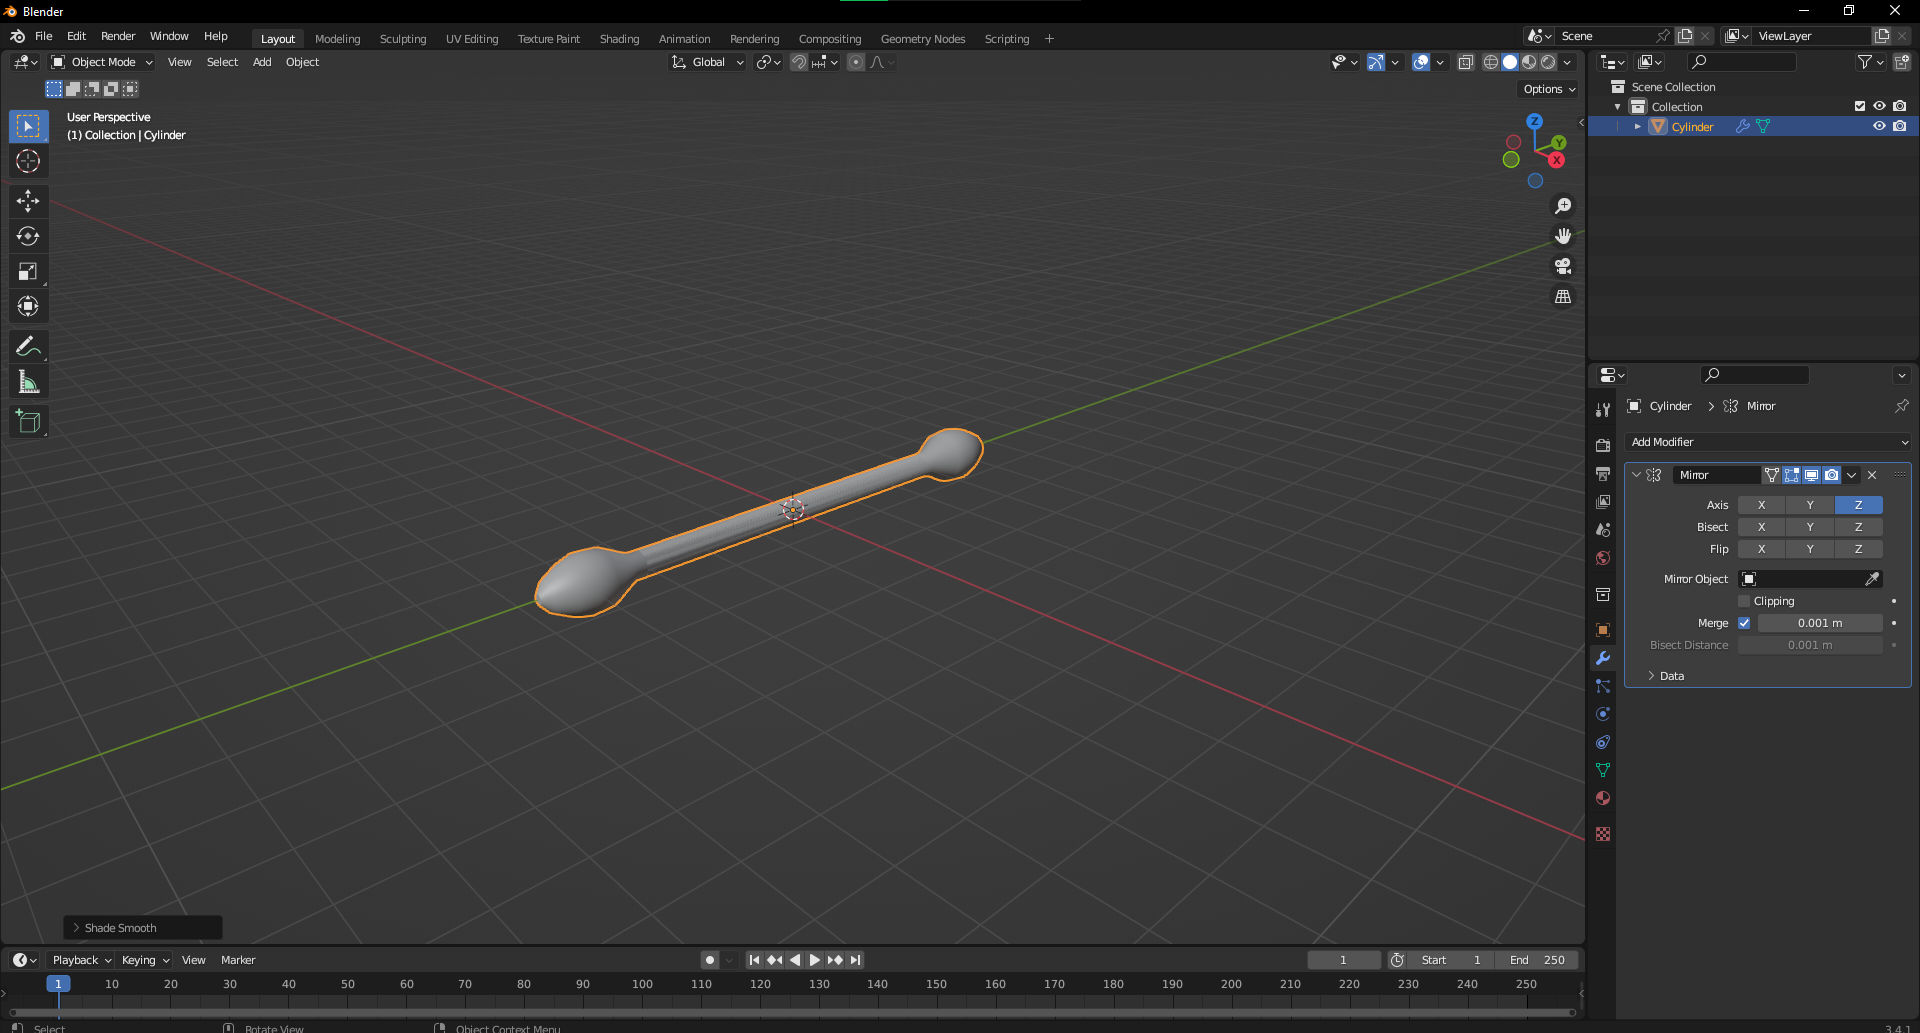 Blender
File Edit Render Window Help Layout Modeling Sculpting UV Editing Texture Paint Shading Animation Rendering Compositing Geometry Nodes Scripting + Scene ViewLayer
Object Mode View Select Add Object Global
Options
User Perspective
(1) Collection | Cylinder
Z
Y
X
Scene Collection
Collection
Cylinder
Cylinder > Mirror
Add Modifier
Mirror
Axis X Y Z
Bisect X Y Z
Flip X Y Z
Mirror Object
Clipping
Merge 0.001 m
Bisect Distance 0.001 m
Data
Shade Smooth
Playback Keying View Marker 1 Start 1 End 250
1 10 20 30 40 50 60 70 80 90 100 110 120 130 140 150 160 170 180 190 200 210 220 230 240 250
Select Rotate View Object Context Menu 3.4.1